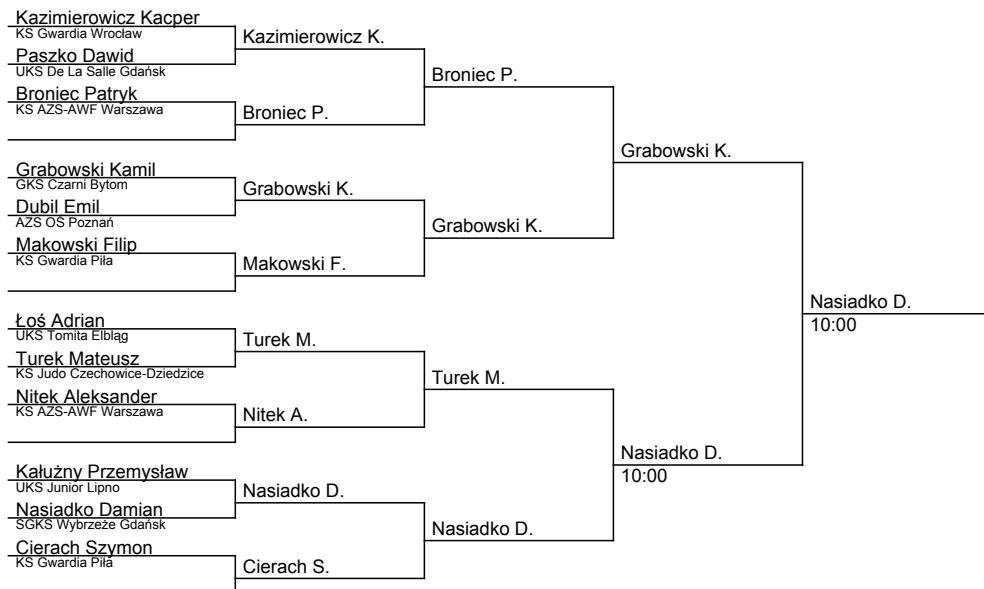 Kazimierowicz Kacper
KS Gwardia Wrocław
Kazimierowicz K.
Paszko Dawid
UKS De La Salle Gdańsk
Broniec P.
Broniec Patryk
KS AZS-AWF Warszawa
Broniec P.
Grabowski K.
Grabowski Kamil
GKS Czarni Bytom
Grabowski K.
Dubil Emil
AZS OŚ Poznań
Grabowski K.
Makowski Filip
KS Gwardia Piła
Makowski F.
Nasiadko D.
10:00
Łoś Adrian
UKS Tomita Elbląg
Turek M.
Turek Mateusz
KS Judo Czechowice-Dziedzice
Turek M.
Nitek Aleksander
KS AZS-AWF Warszawa
Nitek A.
Nasiadko D.
10:00
Kałużny Przemysław
UKS Junior Lipno
Nasiadko D.
Nasiadko Damian
SGKS Wybrzeże Gdańsk
Nasiadko D.
Cierach Szymon
KS Gwardia Piła
Cierach S.